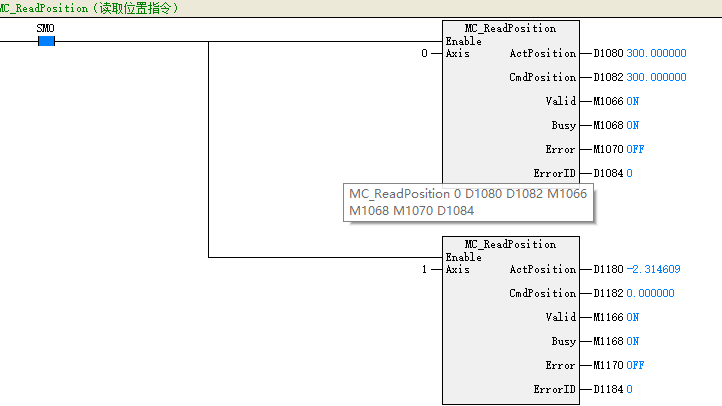 MC_ReadPosition（读取位置指令）
SM0
MC_ReadPosition
Enable
0 Axis ActPosition D1080 300.000000
CmdPosition D1082 300.000000
Valid M1066 ON
Busy M1068 ON
Error M1070 OFF
ErrorID D1084 0
MC_ReadPosition 0 D1080 D1082 M1066
M1068 M1070 D1084
MC_ReadPosition
Enable
1 Axis ActPosition D1180 -2.314609
CmdPosition D1182 0.000000
Valid M1166 ON
Busy M1168 ON
Error M1170 OFF
ErrorID D1184 0